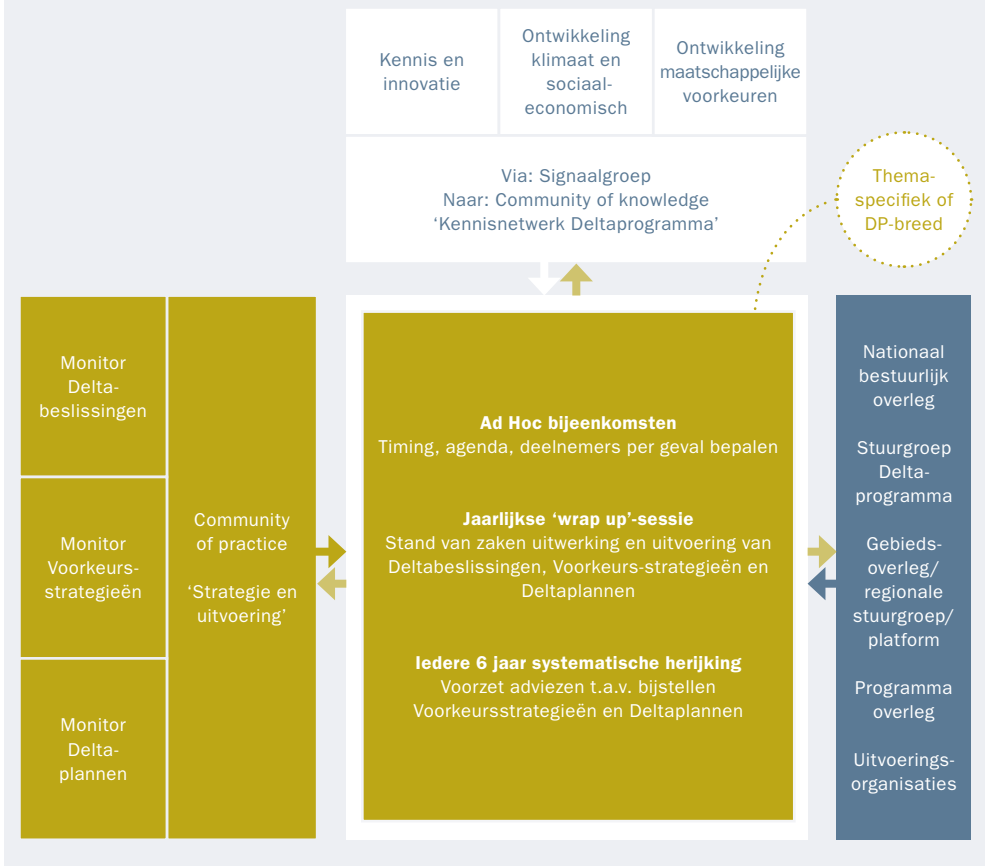 Kennis en
innovatie
Ontwikkeling
klimaat en
sociaal-
economisch
Ontwikkeling
maatschappelijke
voorkeuren
Via: Signaalgroep
Naar: Community of knowledge
‘Kennisnetwerk Deltaprogramma’
Thema-
specifiek of
DP-breed
Monitor
Delta-
beslissingen
Monitor
Voorkeurs-
strategieën
Monitor
Delta-
plannen
Community
of practice
‘Strategie en
uitvoering’
Ad Hoc bijeenkomsten
Timing, agenda, deelnemers per geval bepalen
Jaarlijkse ‘wrap up’-sessie
Stand van zaken uitwerking en uitvoering van
Deltabeslissingen, Voorkeurs-strategieën en
Deltaplannen
Iedere 6 jaar systematische herijking
Voorzet adviezen t.a.v. bijstellen
Voorkeursstrategieën en Deltaplannen
Nationaal
bestuurlijk
overleg
Stuurgroep
Delta-
programma
Gebieds-
overleg/
regionale
stuurgroep/
platform
Programma
overleg
Uitvoerings-
organisaties